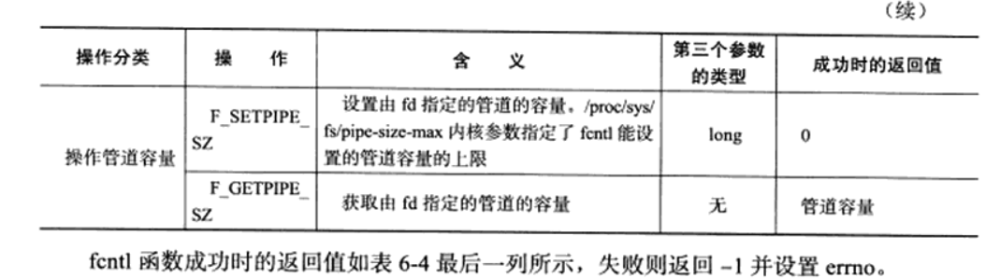 （续）
操作分类 操 作 含 义 第三个参数的类型 成功时的返回值
操作管道容量 F_SETPIPE_SZ 设置由 fd 指定的管道的容量。/proc/sys/
fs/pipe-size-max 内核参数指定了 fcntl 能设
置的管道容量的上限 long 0
F_GETPIPE_SZ 获取由 fd 指定的管道的容量 无 管道容量
fcntl 函数成功时的返回值如表 6-4 最后一列所示，失败则返回 –1 并设置 errno。